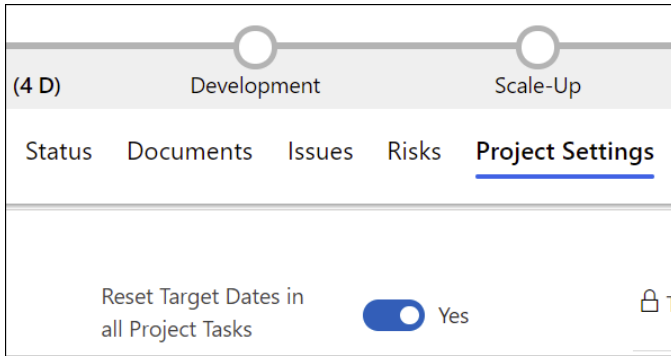 (4 D) Development Scale-Up
Status Documents Issues Risks Project Settings
Reset Target Dates in
all Project Tasks
Yes